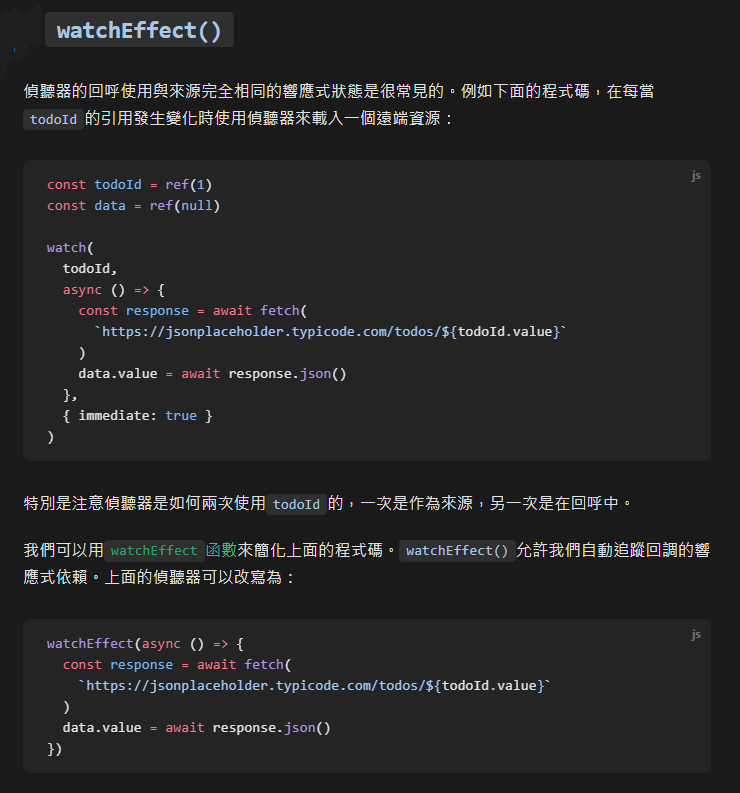 watchEffect()
偵聽器的回呼使用與來源完全相同的響應式狀態是很常見的。例如下面的程式碼，在每當
todoId 的引用發生變化時使用偵聽器來載入一個遠端資源：
js
const todoId = ref(1)
const data = ref(null)

watch(
  todoId,
  async () => {
    const response = await fetch(
      `https://jsonplaceholder.typicode.com/todos/${todoId.value}`
    )
    data.value = await response.json()
  },
  { immediate: true }
)
特別是注意偵聽器是如何兩次使用 todoId 的，一次是作為來源，另一次是在回呼中。
我們可以用 watchEffect 函數來簡化上面的程式碼。 watchEffect() 允許我們自動追蹤回調的響
應式依賴。上面的偵聽器可以改寫為：
js
watchEffect(async () => {
  const response = await fetch(
    `https://jsonplaceholder.typicode.com/todos/${todoId.value}`
  )
  data.value = await response.json()
})